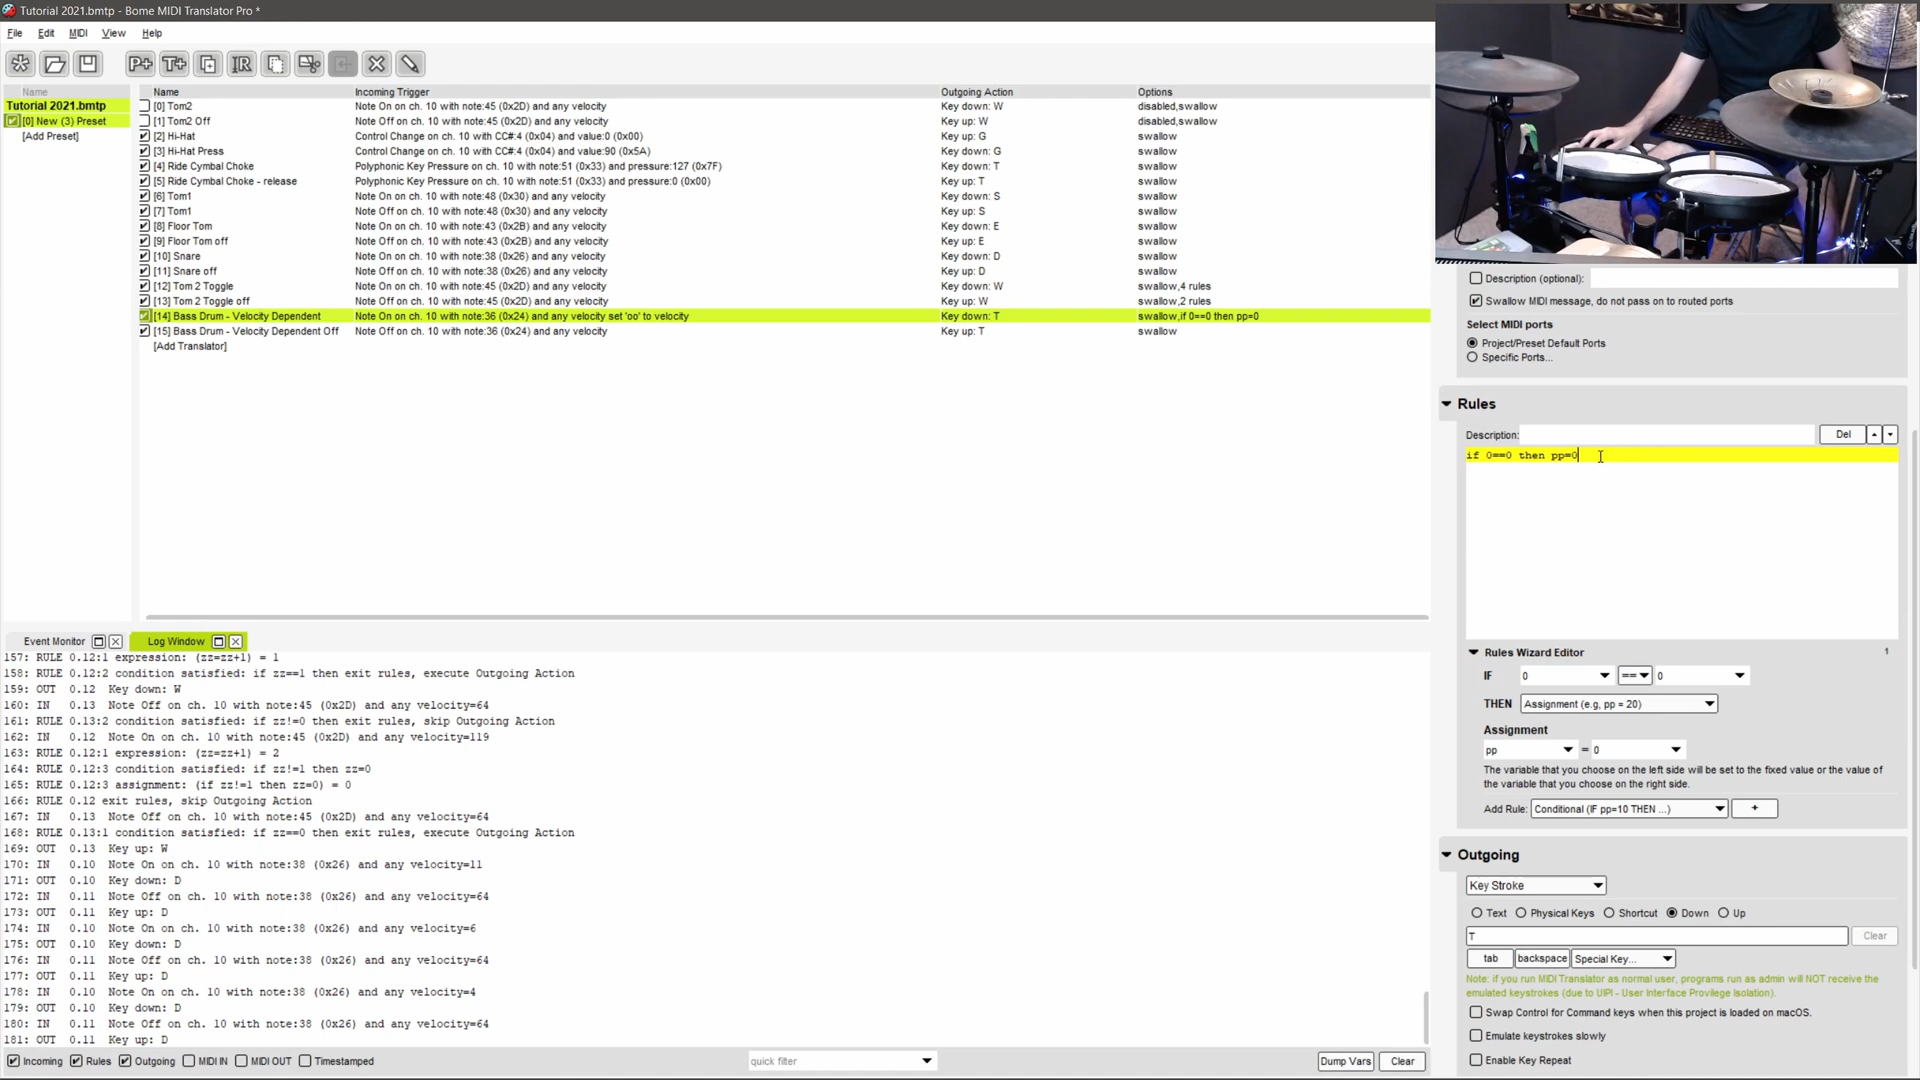 Tutorial 2021.bmtp - Bome MIDI Translator Pro *
File Edit MIDI View Help
P+ T+ IR
Name
Tutorial 2021.bmtp
[0] New (3) Preset
[Add Preset]
Name Incoming Trigger Outgoing Action Options
[0] Tom2 Note On on ch. 10 with note:45 (0x2D) and any velocity Key down: W disabled,swallow
[1] Tom2 Off Note Off on ch. 10 with note:45 (0x2D) and any velocity Key up: W disabled,swallow
[2] Hi-Hat Control Change on ch. 10 with CC#:4 (0x04) and value:0 (0x00) Key up: G swallow
[3] Hi-Hat Press Control Change on ch. 10 with CC#:4 (0x04) and value:90 (0x5A) Key down: G swallow
[4] Ride Cymbal Choke Polyphonic Key Pressure on ch. 10 with note:51 (0x33) and pressure:127 (0x7F) Key down: T swallow
[5] Ride Cymbal Choke - release Polyphonic Key Pressure on ch. 10 with note:51 (0x33) and pressure:0 (0x00) Key up: T swallow
[6] Tom1 Note On on ch. 10 with note:48 (0x30) and any velocity Key down: S swallow
[7] Tom1 Note Off on ch. 10 with note:48 (0x30) and any velocity Key up: S swallow
[8] Floor Tom Note On on ch. 10 with note:43 (0x2B) and any velocity Key down: E swallow
[9] Floor Tom off Note Off on ch. 10 with note:43 (0x2B) and any velocity Key up: E swallow
[10] Snare Note On on ch. 10 with note:38 (0x26) and any velocity Key down: D swallow
[11] Snare off Note Off on ch. 10 with note:38 (0x26) and any velocity Key up: D swallow
[12] Tom 2 Toggle Note On on ch. 10 with note:45 (0x2D) and any velocity Key down: W swallow,4 rules
[13] Tom 2 Toggle off Note Off on ch. 10 with note:45 (0x2D) and any velocity Key up: W swallow,2 rules
[14] Bass Drum - Velocity Dependent Note On on ch. 10 with note:36 (0x24) and any velocity set 'oo' to velocity Key down: T swallow,if 0==0 then pp=0
[15] Bass Drum - Velocity Dependent Off Note Off on ch. 10 with note:36 (0x24) and any velocity Key up: T swallow
[Add Translator]
Event Monitor Log Window
157: RULE 0.12:1 expression: (zz=zz+1) = 1
158: RULE 0.12:2 condition satisfied: if zz==1 then exit rules, execute Outgoing Action
159: OUT 0.12 Key down: W
160: IN 0.13 Note Off on ch. 10 with note:45 (0x2D) and any velocity=64
161: RULE 0.13:2 condition satisfied: if zz!=0 then exit rules, skip Outgoing Action
162: IN 0.12 Note On on ch. 10 with note:45 (0x2D) and any velocity=119
163: RULE 0.12:1 expression: (zz=zz+1) = 2
164: RULE 0.12:3 condition satisfied: if zz!=1 then zz=0
165: RULE 0.12:3 assignment: (if zz!=1 then zz=0) = 0
166: RULE 0.12 exit rules, skip Outgoing Action
167: IN 0.13 Note Off on ch. 10 with note:45 (0x2D) and any velocity=64
168: RULE 0.13:1 condition satisfied: if zz==0 then exit rules, execute Outgoing Action
169: OUT 0.13 Key up: W
170: IN 0.10 Note On on ch. 10 with note:38 (0x26) and any velocity=11
171: OUT 0.10 Key down: D
172: IN 0.11 Note Off on ch. 10 with note:38 (0x26) and any velocity=64
173: OUT 0.11 Key up: D
174: IN 0.10 Note On on ch. 10 with note:38 (0x26) and any velocity=6
175: OUT 0.10 Key down: D
176: IN 0.11 Note Off on ch. 10 with note:38 (0x26) and any velocity=64
177: OUT 0.11 Key up: D
178: IN 0.10 Note On on ch. 10 with note:38 (0x26) and any velocity=4
179: OUT 0.10 Key down: D
180: IN 0.11 Note Off on ch. 10 with note:38 (0x26) and any velocity=64
181: OUT 0.11 Key up: D
Incoming Rules Outgoing MIDI IN MIDI OUT Timestamped quick filter Dump Vars Clear
Description (optional):
Swallow MIDI message, do not pass on to routed ports
Select MIDI ports
Project/Preset Default Ports
Specific Ports...
Rules
Description: Del
if 0==0 then pp=0
Rules Wizard Editor 1
IF 0 == 0
THEN Assignment (e.g, pp = 20)
Assignment
pp = 0
The variable that you choose on the left side will be set to the fixed value or the value of
the variable that you choose on the right side.
Add Rule: Conditional (IF pp=10 THEN ...) +
Outgoing
Key Stroke
Text Physical Keys Shortcut Down Up
T Clear
tab backspace Special Key...
Note: if you run MIDI Translator as normal user, programs run as admin will NOT receive the
emulated keystrokes (due to UIPI - User Interface Provilege Isolation).
Swap Control for Command keys when this project is loaded on macOS.
Emulate keystrokes slowly
Enable Key Repeat